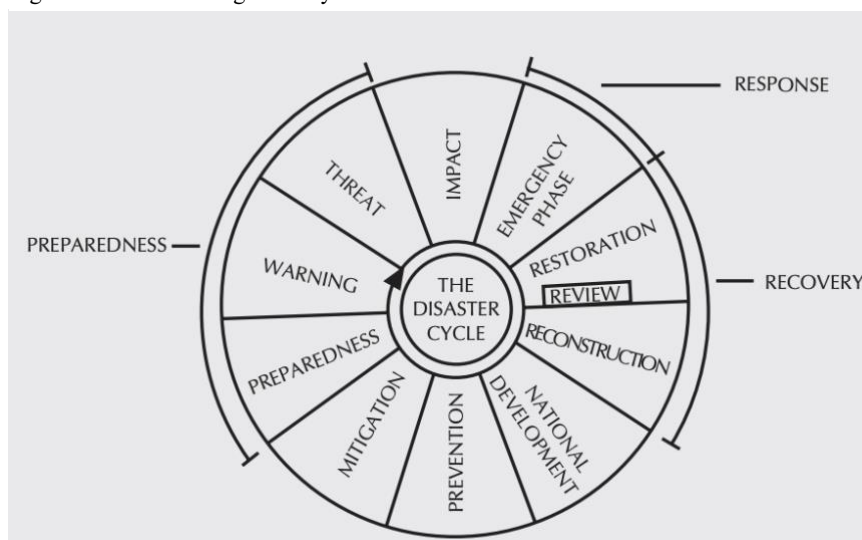 RESPONSE
IMPACT
THREAT
EMERGENCY
PHASE
PREPAREDNESS
WARNING
RESTORATION
REVIEW
RECOVERY
THE
DISASTER
CYCLE
PREPAREDNESS
RECONSTRUCTION
MITIGATION
PREVENTION
NATIONAL
DEVELOPMENT